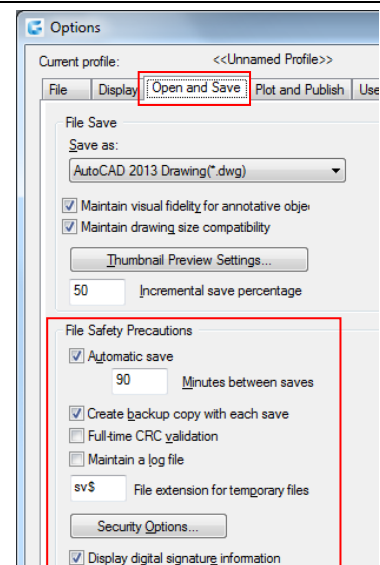 Options
Current profile: <<Unnamed Profile>>
File Display Open and Save Plot and Publish Use
File Save
Save as:
AutoCAD 2013 Drawing(*.dwg)
Maintain visual fidelity for annotative obje
Maintain drawing size compatibility
Thumbnail Preview Settings...
50 Incremental save percentage
File Safety Precautions
Automatic save
90 Minutes between saves
Create backup copy with each save
Full-time CRC validation
Maintain a log file
sv$ File extension for temporary files
Security Options...
Display digital signature information